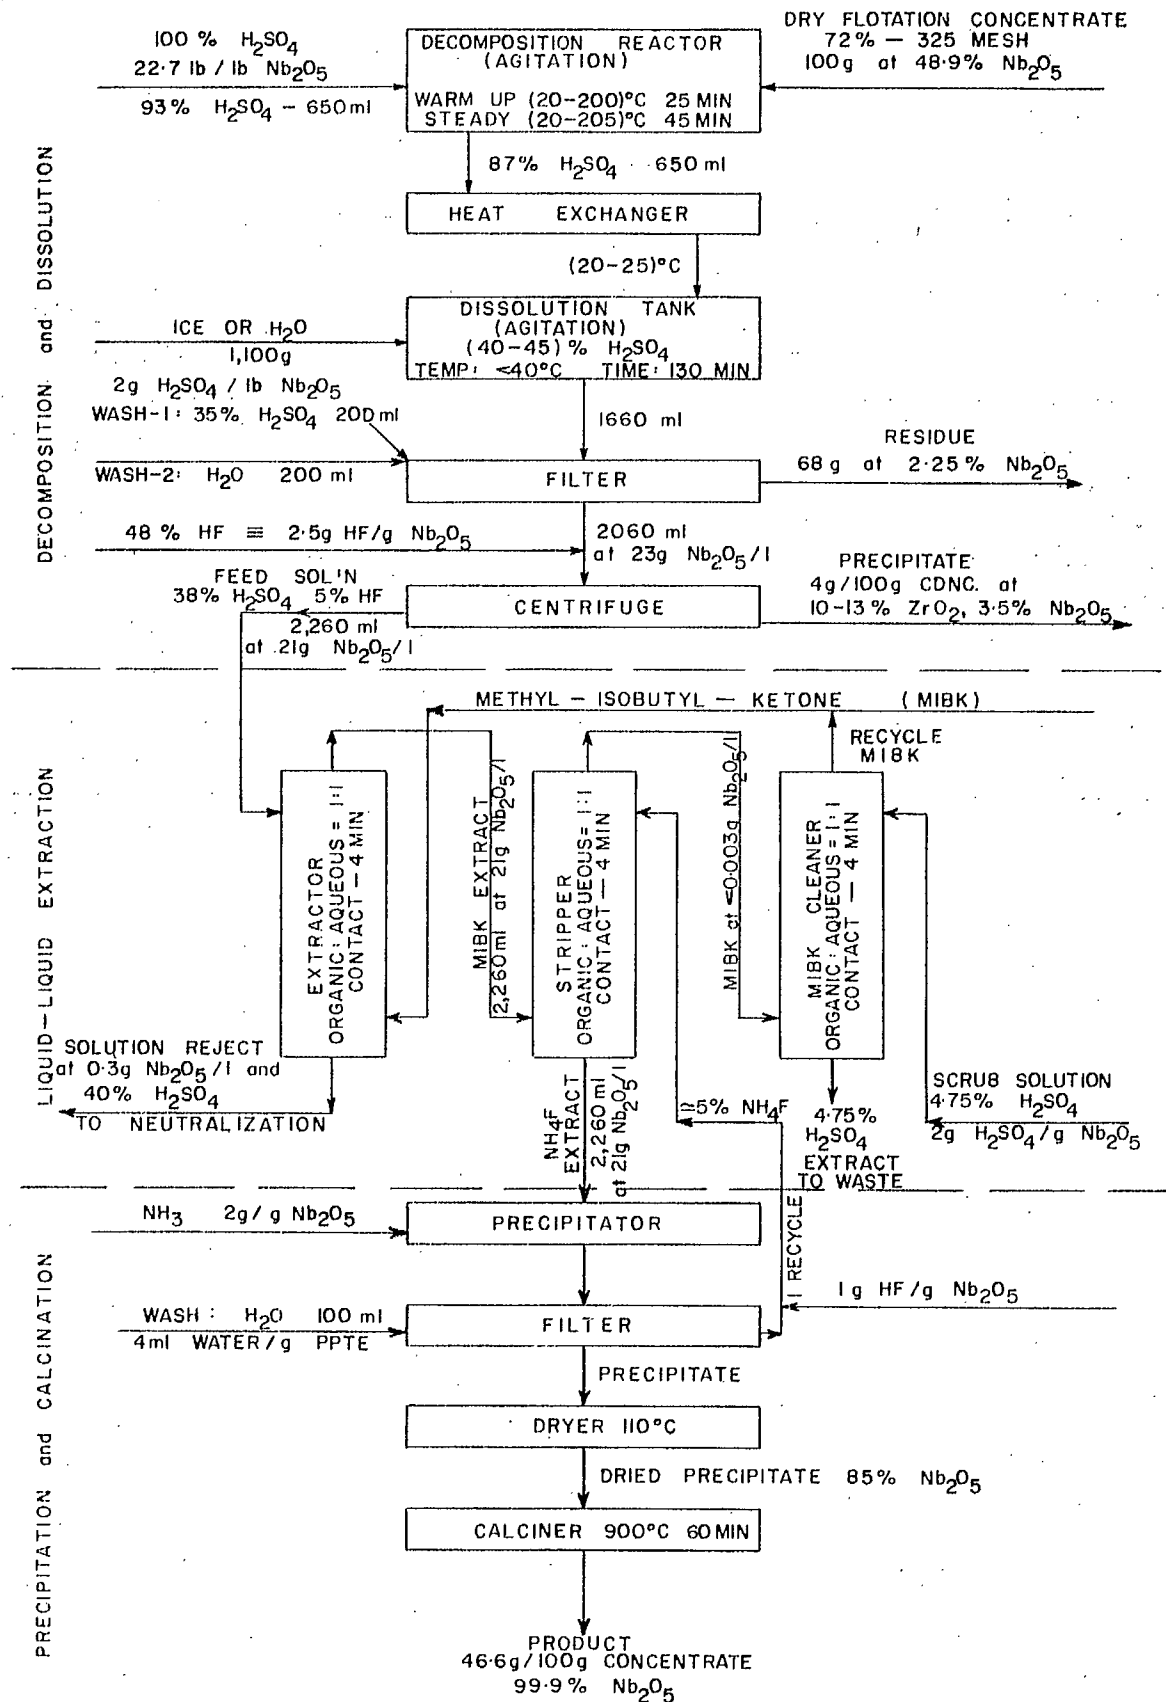 100 % H2SO4
22·7 lb / lb Nb2O5
93% H2SO4 - 650 ml
DECOMPOSITION REACTOR
(AGITATION)
WARM UP (20-200)°C 25 MIN
STEADY (20-205)°C 45 MIN
DRY FLOTATION CONCENTRATE
72% - 325 MESH
100g at 48.9% Nb2O5
DECOMPOSITION and DISSOLUTION
87% H2SO4 650 ml
HEAT EXCHANGER
(20-25)°C
DISSOLUTION TANK
(AGITATION)
(40-45)% H2SO4
TEMP: <40°C TIME: 130 MIN
ICE OR H2O
1,100g
2g H2SO4 / lb Nb2O5
WASH-1: 35% H2SO4 200 ml
WASH-2: H2O 200 ml
1660 ml
FILTER
RESIDUE
68 g at 2·25% Nb2O5
48 % HF ≡ 2·5g HF/g Nb2O5
2060 ml
at 23g Nb2O5/l
CENTRIFUGE
PRECIPITATE
4g/100g CONC. at
10-13% ZrO2, 3·5% Nb2O5
FEED SOL'N
38% H2SO4 5% HF
2,260 ml
at 21g Nb2O5/l
LIQUID-LIQUID EXTRACTION
METHYL - ISOBUTYL - KETONE (MIBK)
RECYCLE
MIBK
EXTRACTOR
ORGANIC: AQUEOUS = 1:1
CONTACT - 4 MIN
MIBK EXTRACT
2,260ml at 21g Nb2O5/l
STRIPPER
ORGANIC: AQUEOUS = 1:1
CONTACT - 4 MIN
MIBK at <0·003g Nb2O5/l
MIBK CLEANER
ORGANIC: AQUEOUS = 1:1
CONTACT - 4 MIN
SOLUTION REJECT
at 0·3g Nb2O5/l and
40% H2SO4
TO NEUTRALIZATION
NH4F
EXTRACT
2,260 ml
at 21g Nb2O5/l
≃5% NH4F
4·75%
H2SO4
EXTRACT
TO WASTE
SCRUB SOLUTION
4·75% H2SO4
2g H2SO4/g Nb2O5
PRECIPITATION and CALCINATION
NH3 2g/g Nb2O5
PRECIPITATOR
1 RECYCLE
1g HF/g Nb2O5
WASH: H2O 100 ml
4ml WATER/g PPTE
FILTER
PRECIPITATE
DRYER 110°C
DRIED PRECIPITATE 85% Nb2O5
CALCINER 900°C 60 MIN
PRODUCT
46·6g/100g CONCENTRATE
99·9% Nb2O5